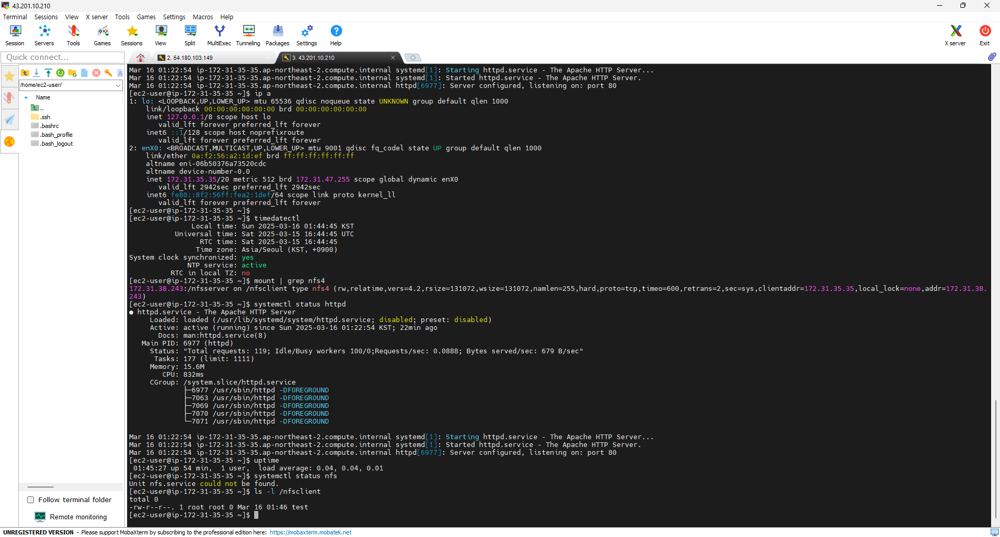 43.201.10.210
Terminal Sessions View X server Tools Games Settings Macros Help
Session Servers Tools Games Sessions View Split MultiExec Tunneling Packages Settings Help X server Exit
Quick connect...
2. 54.180.103.149
3. 43.201.10.210
/home/ec2-user/
Name
..
.ssh
.bashrc
.bash_profile
.bash_logout
Mar 16 01:22:54 ip-172-31-35-35.ap-northeast-2.compute.internal systemd[1]: Starting httpd.service - The Apache HTTP Server...
Mar 16 01:22:54 ip-172-31-35-35.ap-northeast-2.compute.internal systemd[1]: Started httpd.service - The Apache HTTP Server.
Mar 16 01:22:54 ip-172-31-35-35.ap-northeast-2.compute.internal httpd[6977]: Server configured, listening on: port 80
[ec2-user@ip-172-31-35-35 ~]$ ip a
1: lo: <LOOPBACK,UP,LOWER_UP> mtu 65536 qdisc noqueue state UNKNOWN group default qlen 1000
link/loopback 00:00:00:00:00:00 brd 00:00:00:00:00:00
inet 127.0.0.1/8 scope host lo
valid_lft forever preferred_lft forever
inet6 ::1/128 scope host noprefixroute
valid_lft forever preferred_lft forever
2: enX0: <BROADCAST,MULTICAST,UP,LOWER_UP> mtu 9001 qdisc fq_codel state UP group default qlen 1000
link/ether 0a:f2:56:a2:1d:ef brd ff:ff:ff:ff:ff:ff
altname eni-06b50376a73520cdc
altname device-number-0.0
inet 172.31.35.35/20 metric 512 brd 172.31.47.255 scope global dynamic enX0
valid_lft 2942sec preferred_lft 2942sec
inet6 fe80::8f2:56ff:fea2:1def/64 scope link proto kernel_ll
valid_lft forever preferred_lft forever
[ec2-user@ip-172-31-35-35 ~]$
[ec2-user@ip-172-31-35-35 ~]$ timedatectl
Local time: Sun 2025-03-16 01:44:45 KST
Universal time: Sat 2025-03-15 16:44:45 UTC
RTC time: Sat 2025-03-15 16:44:45
Time zone: Asia/Seoul (KST, +0900)
System clock synchronized: yes
NTP service: active
RTC in local TZ: no
[ec2-user@ip-172-31-35-35 ~]$ mount | grep nfs4
172.31.38.243:/nfsserver on /nfsclient type nfs4 (rw,relatime,vers=4.2,rsize=131072,wsize=131072,namlen=255,hard,proto=tcp,timeo=600,retrans=2,sec=sys,clientaddr=172.31.35.35,local_lock=none,addr=172.31.38.
243)
[ec2-user@ip-172-31-35-35 ~]$ systemctl status httpd
● httpd.service - The Apache HTTP Server
Loaded: loaded (/usr/lib/systemd/system/httpd.service; disabled; preset: disabled)
Active: active (running) since Sun 2025-03-16 01:22:54 KST; 22min ago
Docs: man:httpd.service(8)
Main PID: 6977 (httpd)
Status: "Total requests: 119; Idle/Busy workers 100/0;Requests/sec: 0.0888; Bytes served/sec: 679 B/sec"
Tasks: 177 (limit: 1111)
Memory: 15.6M
CPU: 832ms
CGroup: /system.slice/httpd.service
├─6977 /usr/sbin/httpd -DFOREGROUND
├─7063 /usr/sbin/httpd -DFOREGROUND
├─7069 /usr/sbin/httpd -DFOREGROUND
├─7070 /usr/sbin/httpd -DFOREGROUND
└─7071 /usr/sbin/httpd -DFOREGROUND
Mar 16 01:22:54 ip-172-31-35-35.ap-northeast-2.compute.internal systemd[1]: Starting httpd.service - The Apache HTTP Server...
Mar 16 01:22:54 ip-172-31-35-35.ap-northeast-2.compute.internal systemd[1]: Started httpd.service - The Apache HTTP Server.
Mar 16 01:22:54 ip-172-31-35-35.ap-northeast-2.compute.internal httpd[6977]: Server configured, listening on: port 80
[ec2-user@ip-172-31-35-35 ~]$ uptime
01:45:27 up 54 min, 1 user, load average: 0.04, 0.04, 0.01
[ec2-user@ip-172-31-35-35 ~]$ systemctl status nfs
Unit nfs.service could not be found.
[ec2-user@ip-172-31-35-35 ~]$ ls -l /nfsclient
total 0
-rw-r--r--. 1 root root 0 Mar 16 01:46 test
[ec2-user@ip-172-31-35-35 ~]$
Follow terminal folder
Remote monitoring
UNREGISTERED VERSION - Please support MobaXterm by subscribing to the professional edition here: https://mobaxterm.mobatek.net